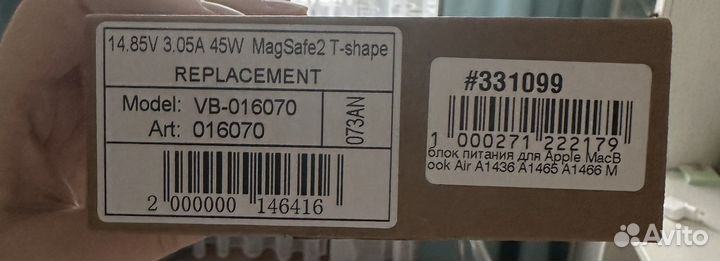 14.85V 3.05A 45W MagSafe2 T-shape
REPLACEMENT
Model: VB-016070
Art: 016070
073AN
2 000000 146416
#331099
1 000271 222179
блок питания для Apple MacB
ook Air A1436 A1465 A1466 M
Avito